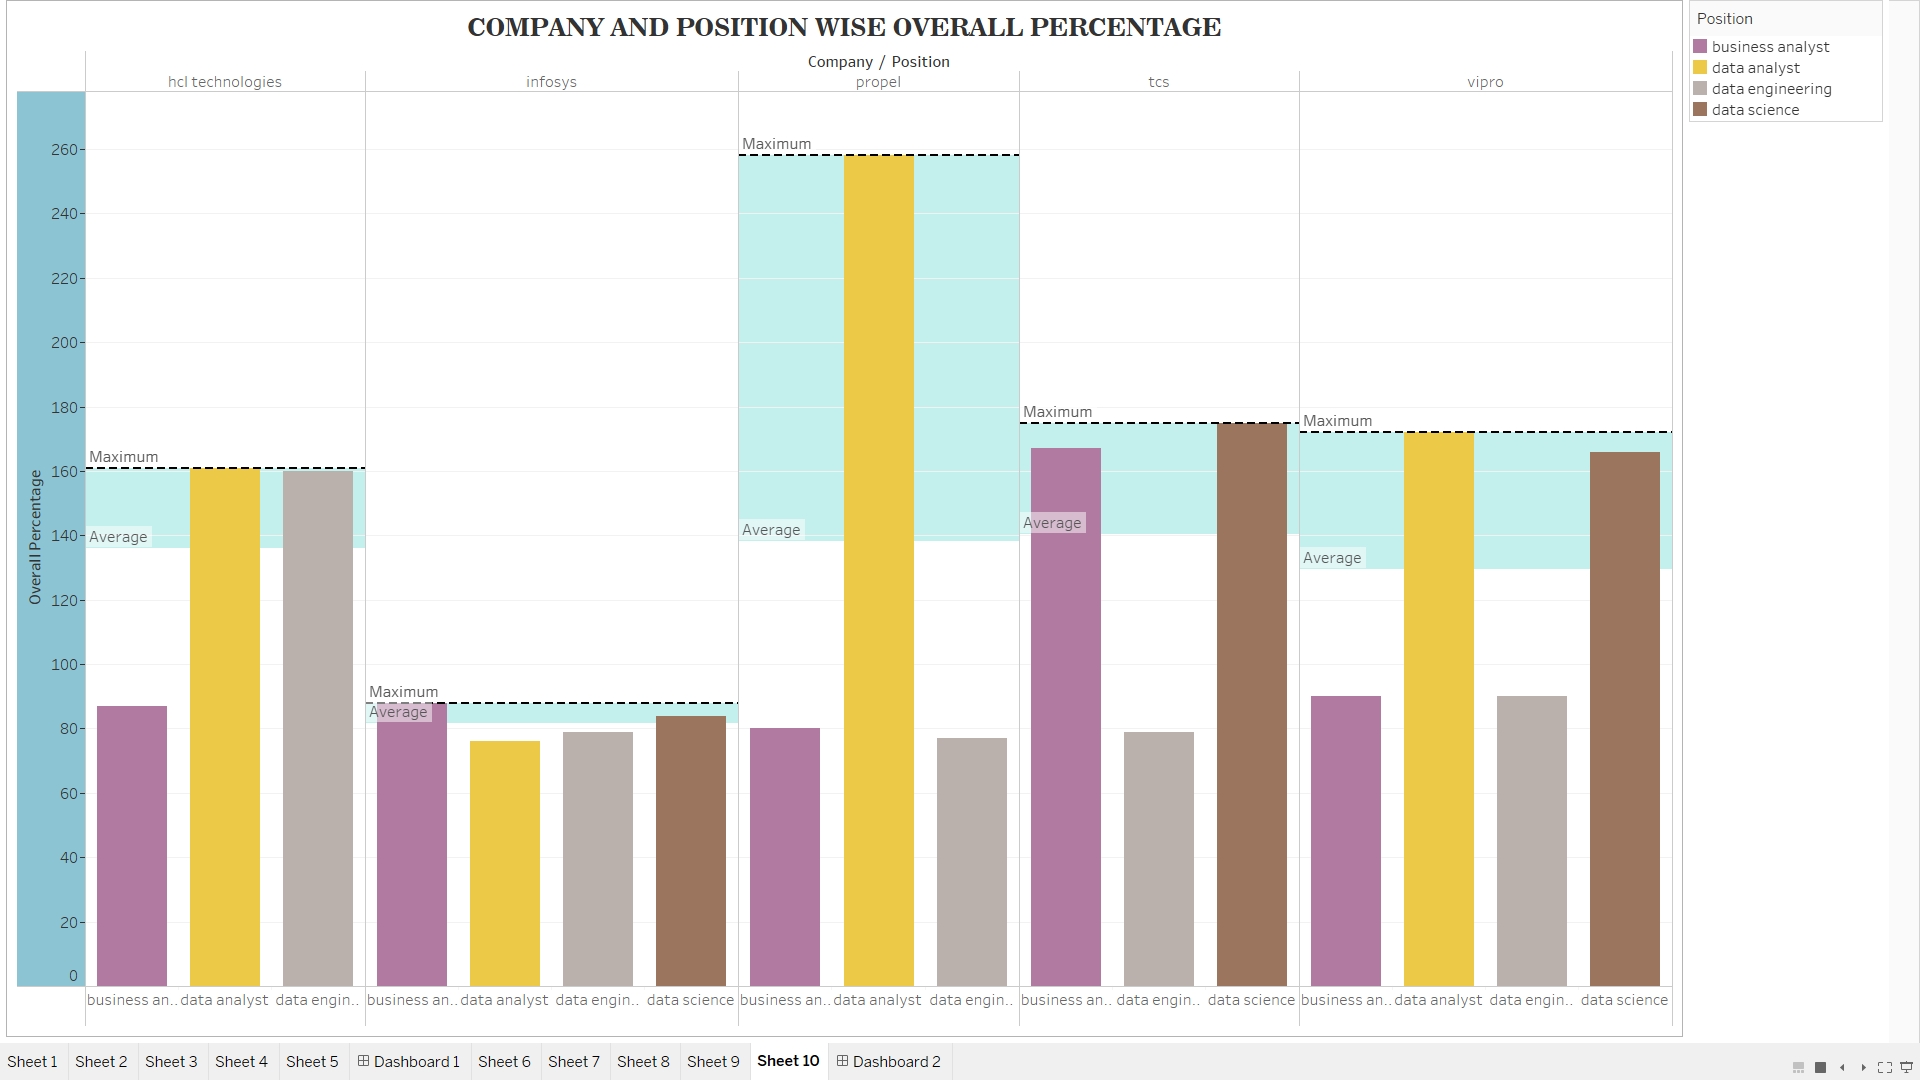 COMPANY AND POSITION WISE OVERALL PERCENTAGE
Company / Position
hcl technologies infosys propel tcs vipro
Position
business analyst
data analyst
data engineering
data science
Overall Percentage
260
240
220
200
180
160
140
120
100
80
60
40
20
0
Maximum
Average
Maximum
Average
Maximum
Average
Maximum
Average
Maximum
Average
business an.. data analyst data engin.. business an.. data analyst data engin.. data science business an.. data analyst data engin.. business an.. data engin.. data science business an.. data analyst data engin.. data science
Sheet 1 Sheet 2 Sheet 3 Sheet 4 Sheet 5 Dashboard 1 Sheet 6 Sheet 7 Sheet 8 Sheet 9 Sheet 10 Dashboard 2